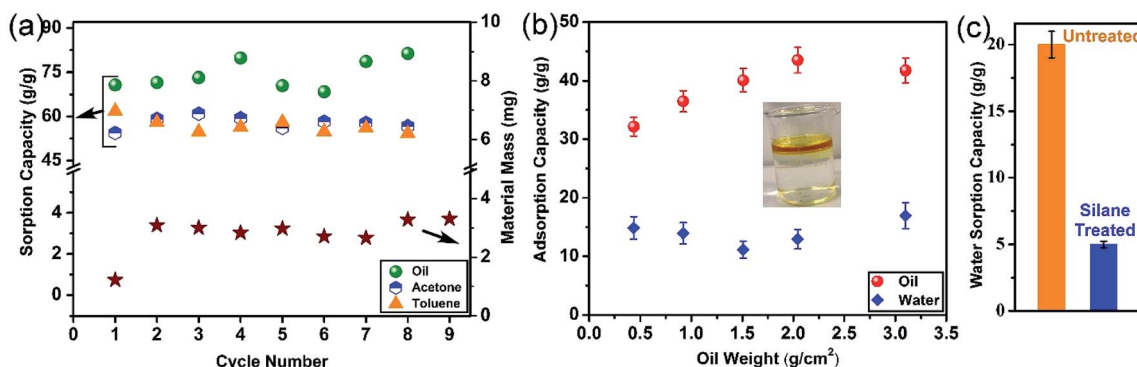 (a)
Sorption Capacity (g/g)
90
75
60
45
4
3
2
1
0
1 2 3 4 5 6 7 8 9
Cycle Number
10
8
6
4
2
0
Material Mass (mg)
Oil
Acetone
Toluene
(b)
Adsorption Capacity (g/g)
50
40
30
20
10
0
0.0 0.5 1.0 1.5 2.0 2.5 3.0 3.5
Oil Weight (g/cm²)
Oil
Water
(c)
Water Sorption Capacity (g/g)
20
15
10
5
0
Untreated
Silane
Treated